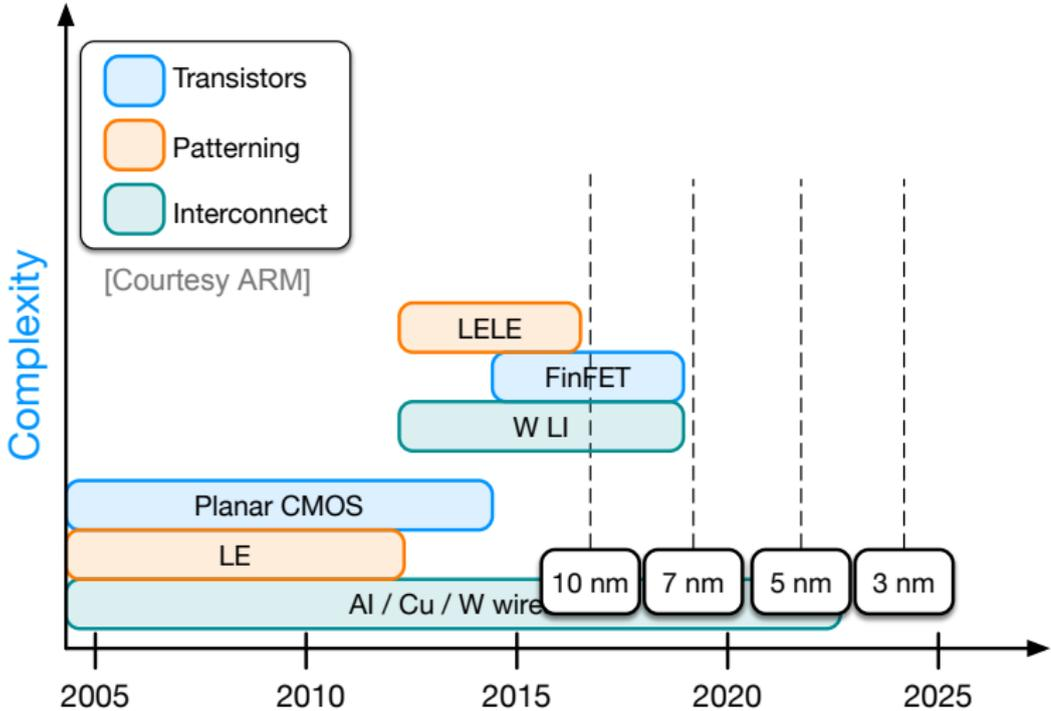 Transistors
Patterning
Interconnect
[Courtesy ARM]
Complexity
LELE
FinFET
W LI
Planar CMOS
LE
Al / Cu / W wire
10 nm
7 nm
5 nm
3 nm
2005
2010
2015
2020
2025